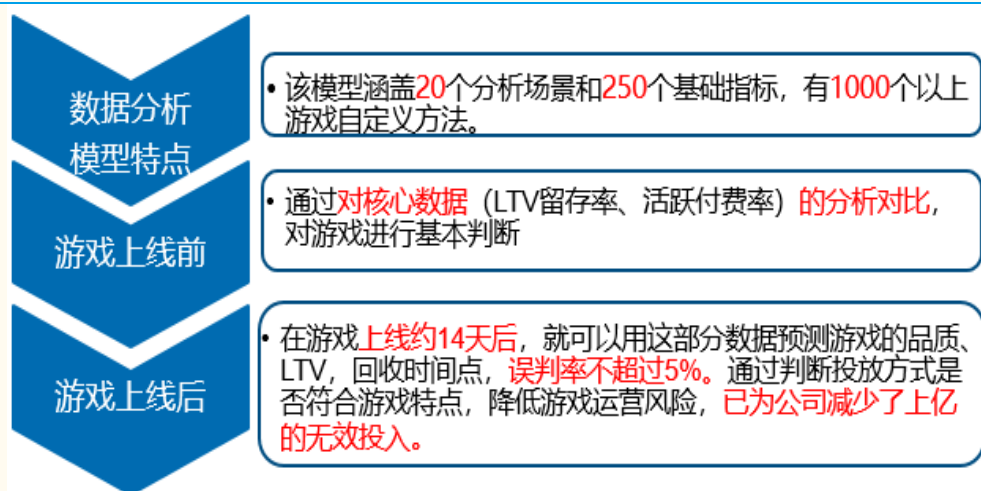 数据分析
模型特点
• 该模型涵盖20个分析场景和250个基础指标，有1000个以上
游戏自定义方法。
游戏上线前
• 通过对核心数据（LTV留存率、活跃付费率）的分析对比，
对游戏进行基本判断
游戏上线后
• 在游戏上线约14天后，就可以用这部分数据预测游戏的品质、
LTV，回收时间点，误判率不超过5%。通过判断投放方式是
否符合游戏特点，降低游戏运营风险，已为公司减少了上亿
的无效投入。